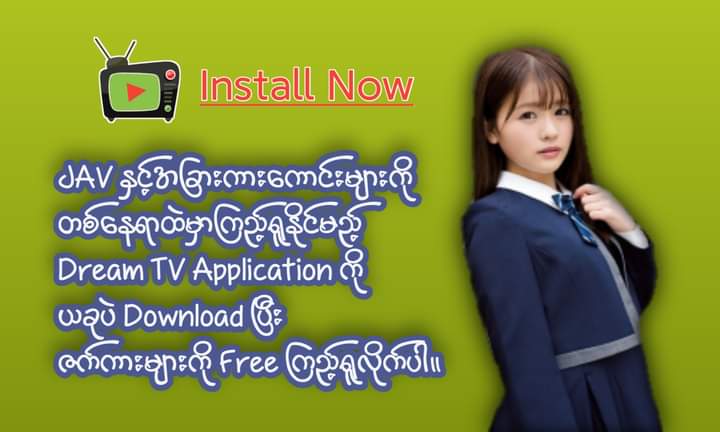 Install Now
JAV နှင့်အခြားကားကောင်းများကို
တစ်နေရာထဲမှာကြည့်ရှုနိုင်မည့်
Dream TV Application ကို
ယခုပဲ Download ပြီး
ဇာတ်ကားများကို Free ကြည့်ရှုလိုက်ပါ။